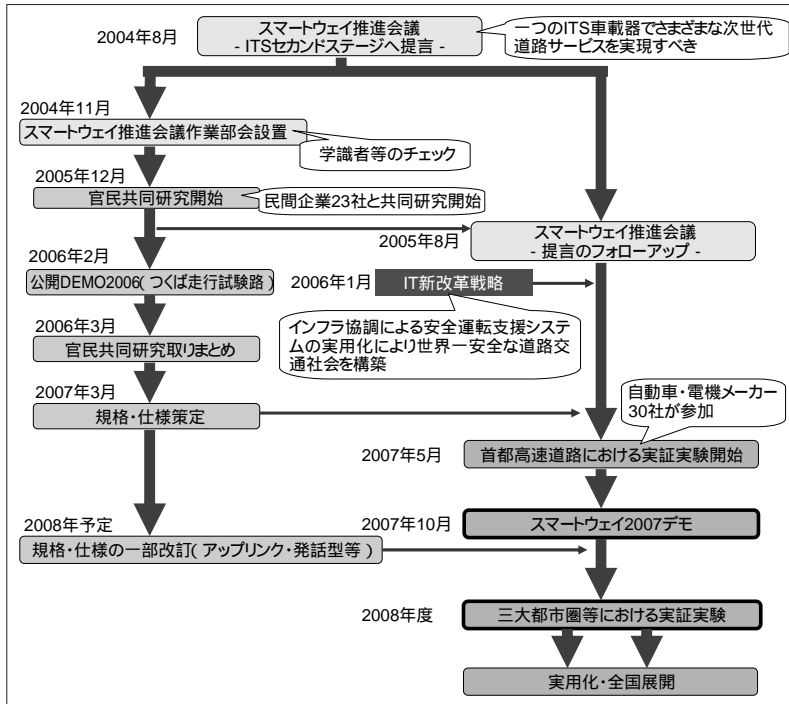 2004年8月
スマートウェイ推進会議
- ITSセカンドステージへ提言 -
一つのITS車載器でさまざまな次世代
道路サービスを実現すべき
2004年11月
スマートウェイ推進会議作業部会設置
学識者等のチェック
2005年12月
官民共同研究開始
民間企業23社と共同研究開始
2005年8月
スマートウェイ推進会議
- 提言のフォローアップ -
2006年2月
公開DEMO2006(つくば走行試験路)
2006年1月
IT新改革戦略
インフラ協調による安全運転支援システ
ムの実用化により世界一安全な道路交
通社会を構築
2006年3月
官民共同研究取りまとめ
2007年3月
規格・仕様策定
自動車・電機メーカー
30社が参加
2007年5月
首都高速道路における実証実験開始
2008年予定
規格・仕様の一部改訂(アップリンク・発話型等)
2007年10月
スマートウェイ2007デモ
2008年度
三大都市圏等における実証実験
実用化・全国展開